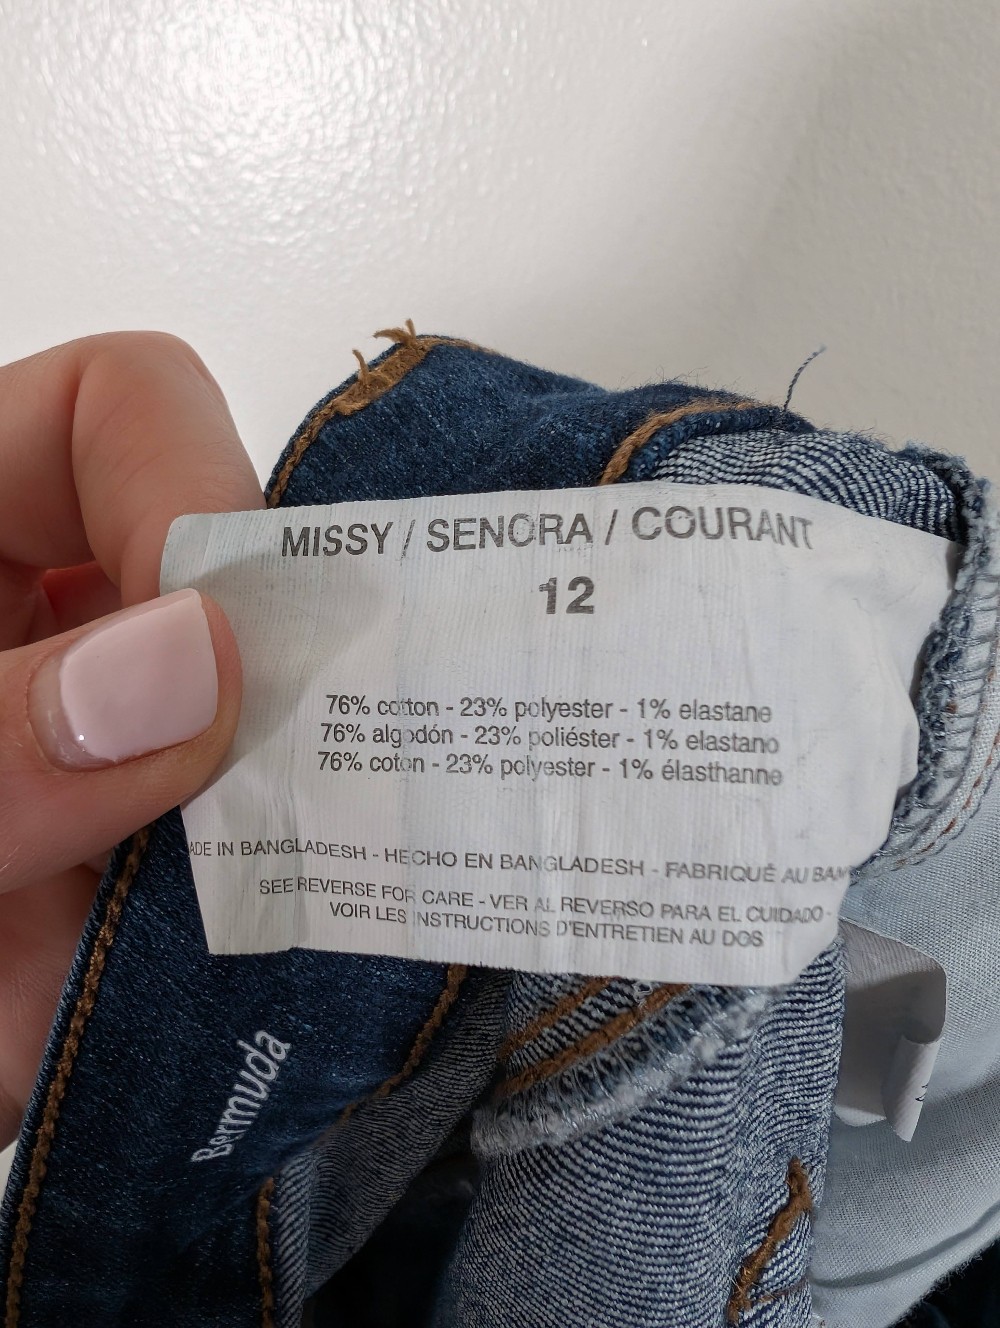 MISSY / SENORA / COURANT
12
76% cotton - 23% polyester - 1% elastane
76% algodón - 23% poliéster - 1% elastano
76% coton - 23% polyester - 1% élasthanne
ADE IN BANGLADESH - HECHO EN BANGLADESH - FABRIQUÉ AU BAN
SEE REVERSE FOR CARE - VER AL REVERSO PARA EL CUIDADO -
VOIR LES INSTRUCTIONS D'ENTRETIEN AU DOS
Bermuda